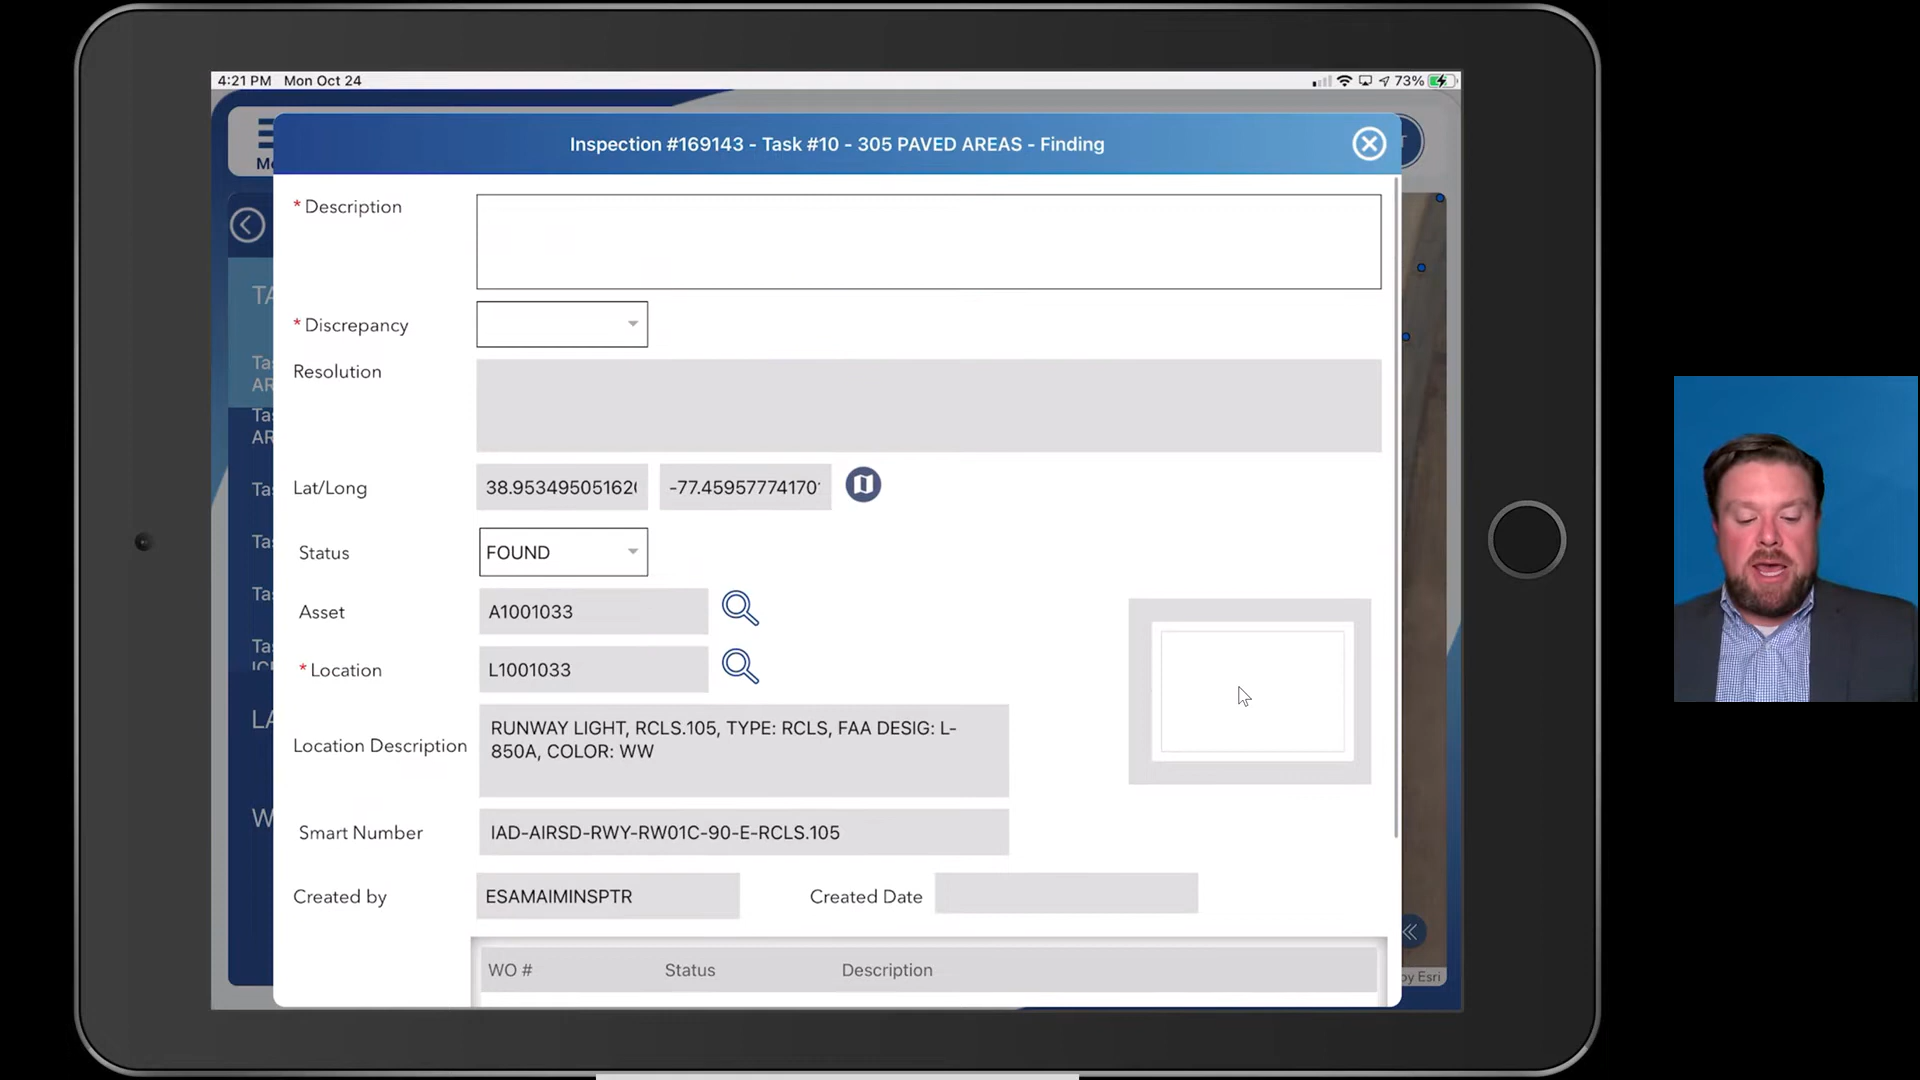 4:21 PM Mon Oct 24
73%
Inspection #169143 - Task #10 - 305 PAVED AREAS - Finding
* Description
* Discrepancy
Resolution
Lat/Long
38.9534950516
-77.45957774170
Status
FOUND
Asset
A1001033
* Location
L1001033
Location Description
RUNWAY LIGHT, RCLS.105, TYPE: RCLS, FAA DESIG: L-
850A, COLOR: WW
Smart Number
IAD-AIRSD-RWY-RW01C-90-E-RCLS.105
Created by
ESAMAIMINSPTR
Created Date
WO #
Status
Description
by Esri